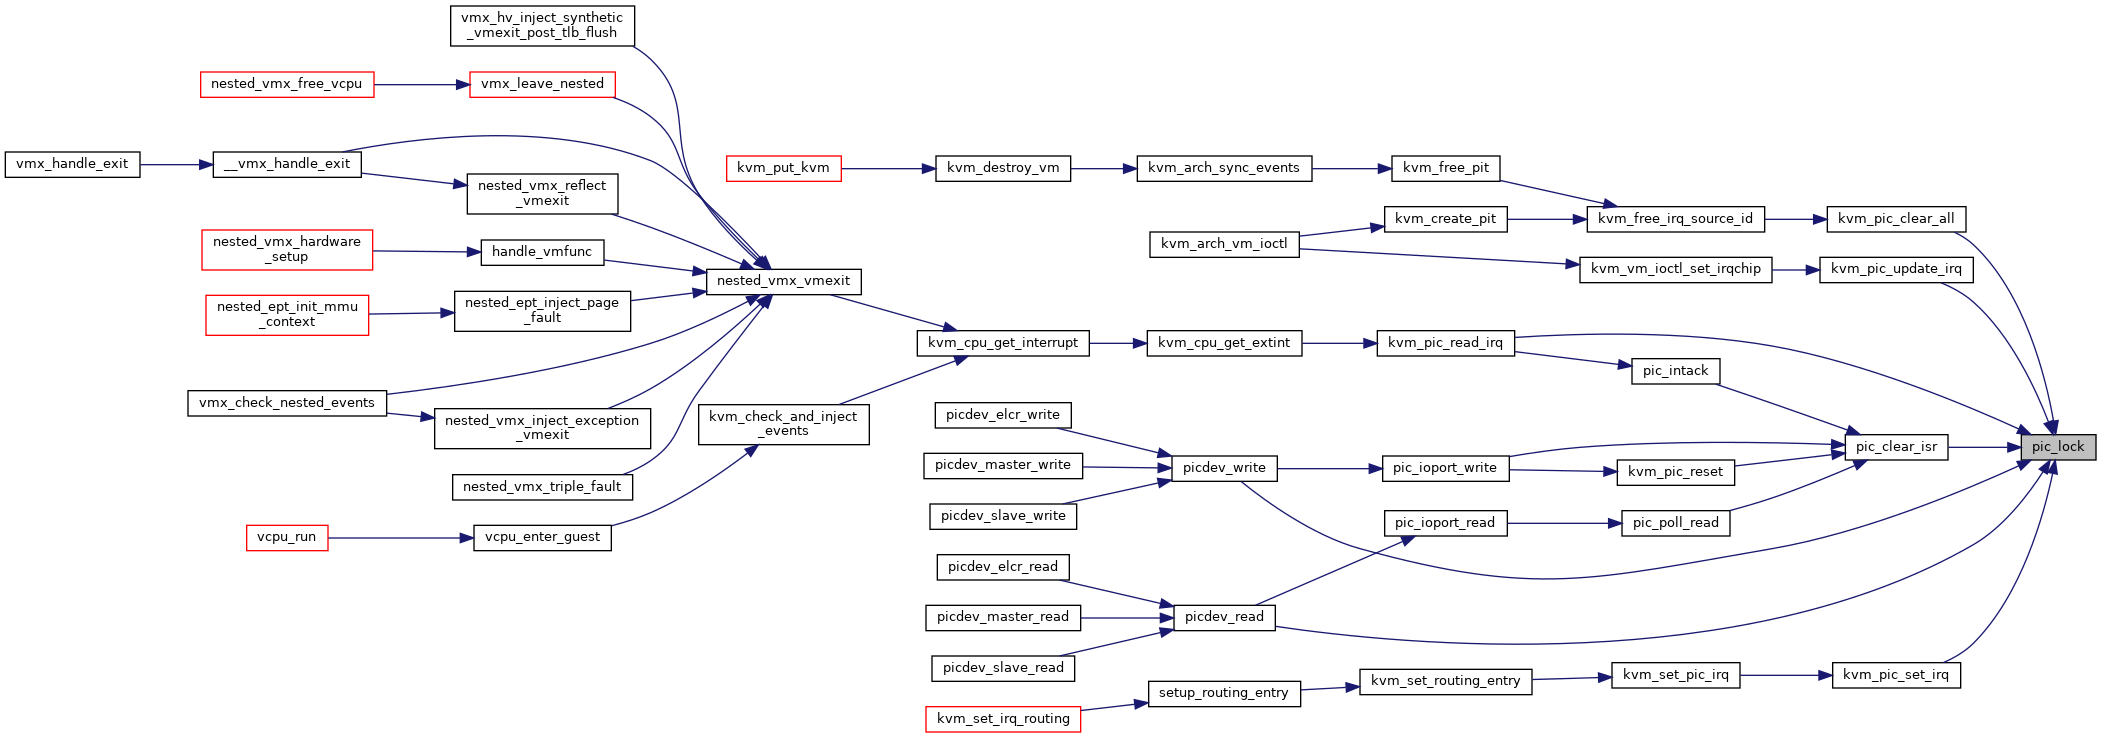 vmx_hv_inject_synthetic
_vmexit_post_tlb_flush
nested_vmx_free_vcpu
vmx_leave_nested
vmx_handle_exit
__vmx_handle_exit
nested_vmx_reflect
_vmexit
nested_vmx_hardware
_setup
handle_vmfunc
nested_vmx_vmexit
nested_ept_init_mmu
_context
nested_ept_inject_page
_fault
vmx_check_nested_events
nested_vmx_inject_exception
_vmexit
nested_vmx_triple_fault
vcpu_run
vcpu_enter_guest
kvm_check_and_inject
_events
kvm_put_kvm
kvm_destroy_vm
kvm_arch_sync_events
kvm_free_pit
kvm_create_pit
kvm_free_irq_source_id
kvm_pic_clear_all
kvm_arch_vm_ioctl
kvm_vm_ioctl_set_irqchip
kvm_pic_update_irq
kvm_cpu_get_interrupt
kvm_cpu_get_extint
kvm_pic_read_irq
pic_intack
picdev_elcr_write
picdev_master_write
picdev_slave_write
picdev_write
pic_ioport_write
kvm_pic_reset
pic_clear_isr
pic_lock
pic_ioport_read
pic_poll_read
picdev_elcr_read
picdev_master_read
picdev_slave_read
picdev_read
kvm_set_irq_routing
setup_routing_entry
kvm_set_routing_entry
kvm_set_pic_irq
kvm_pic_set_irq